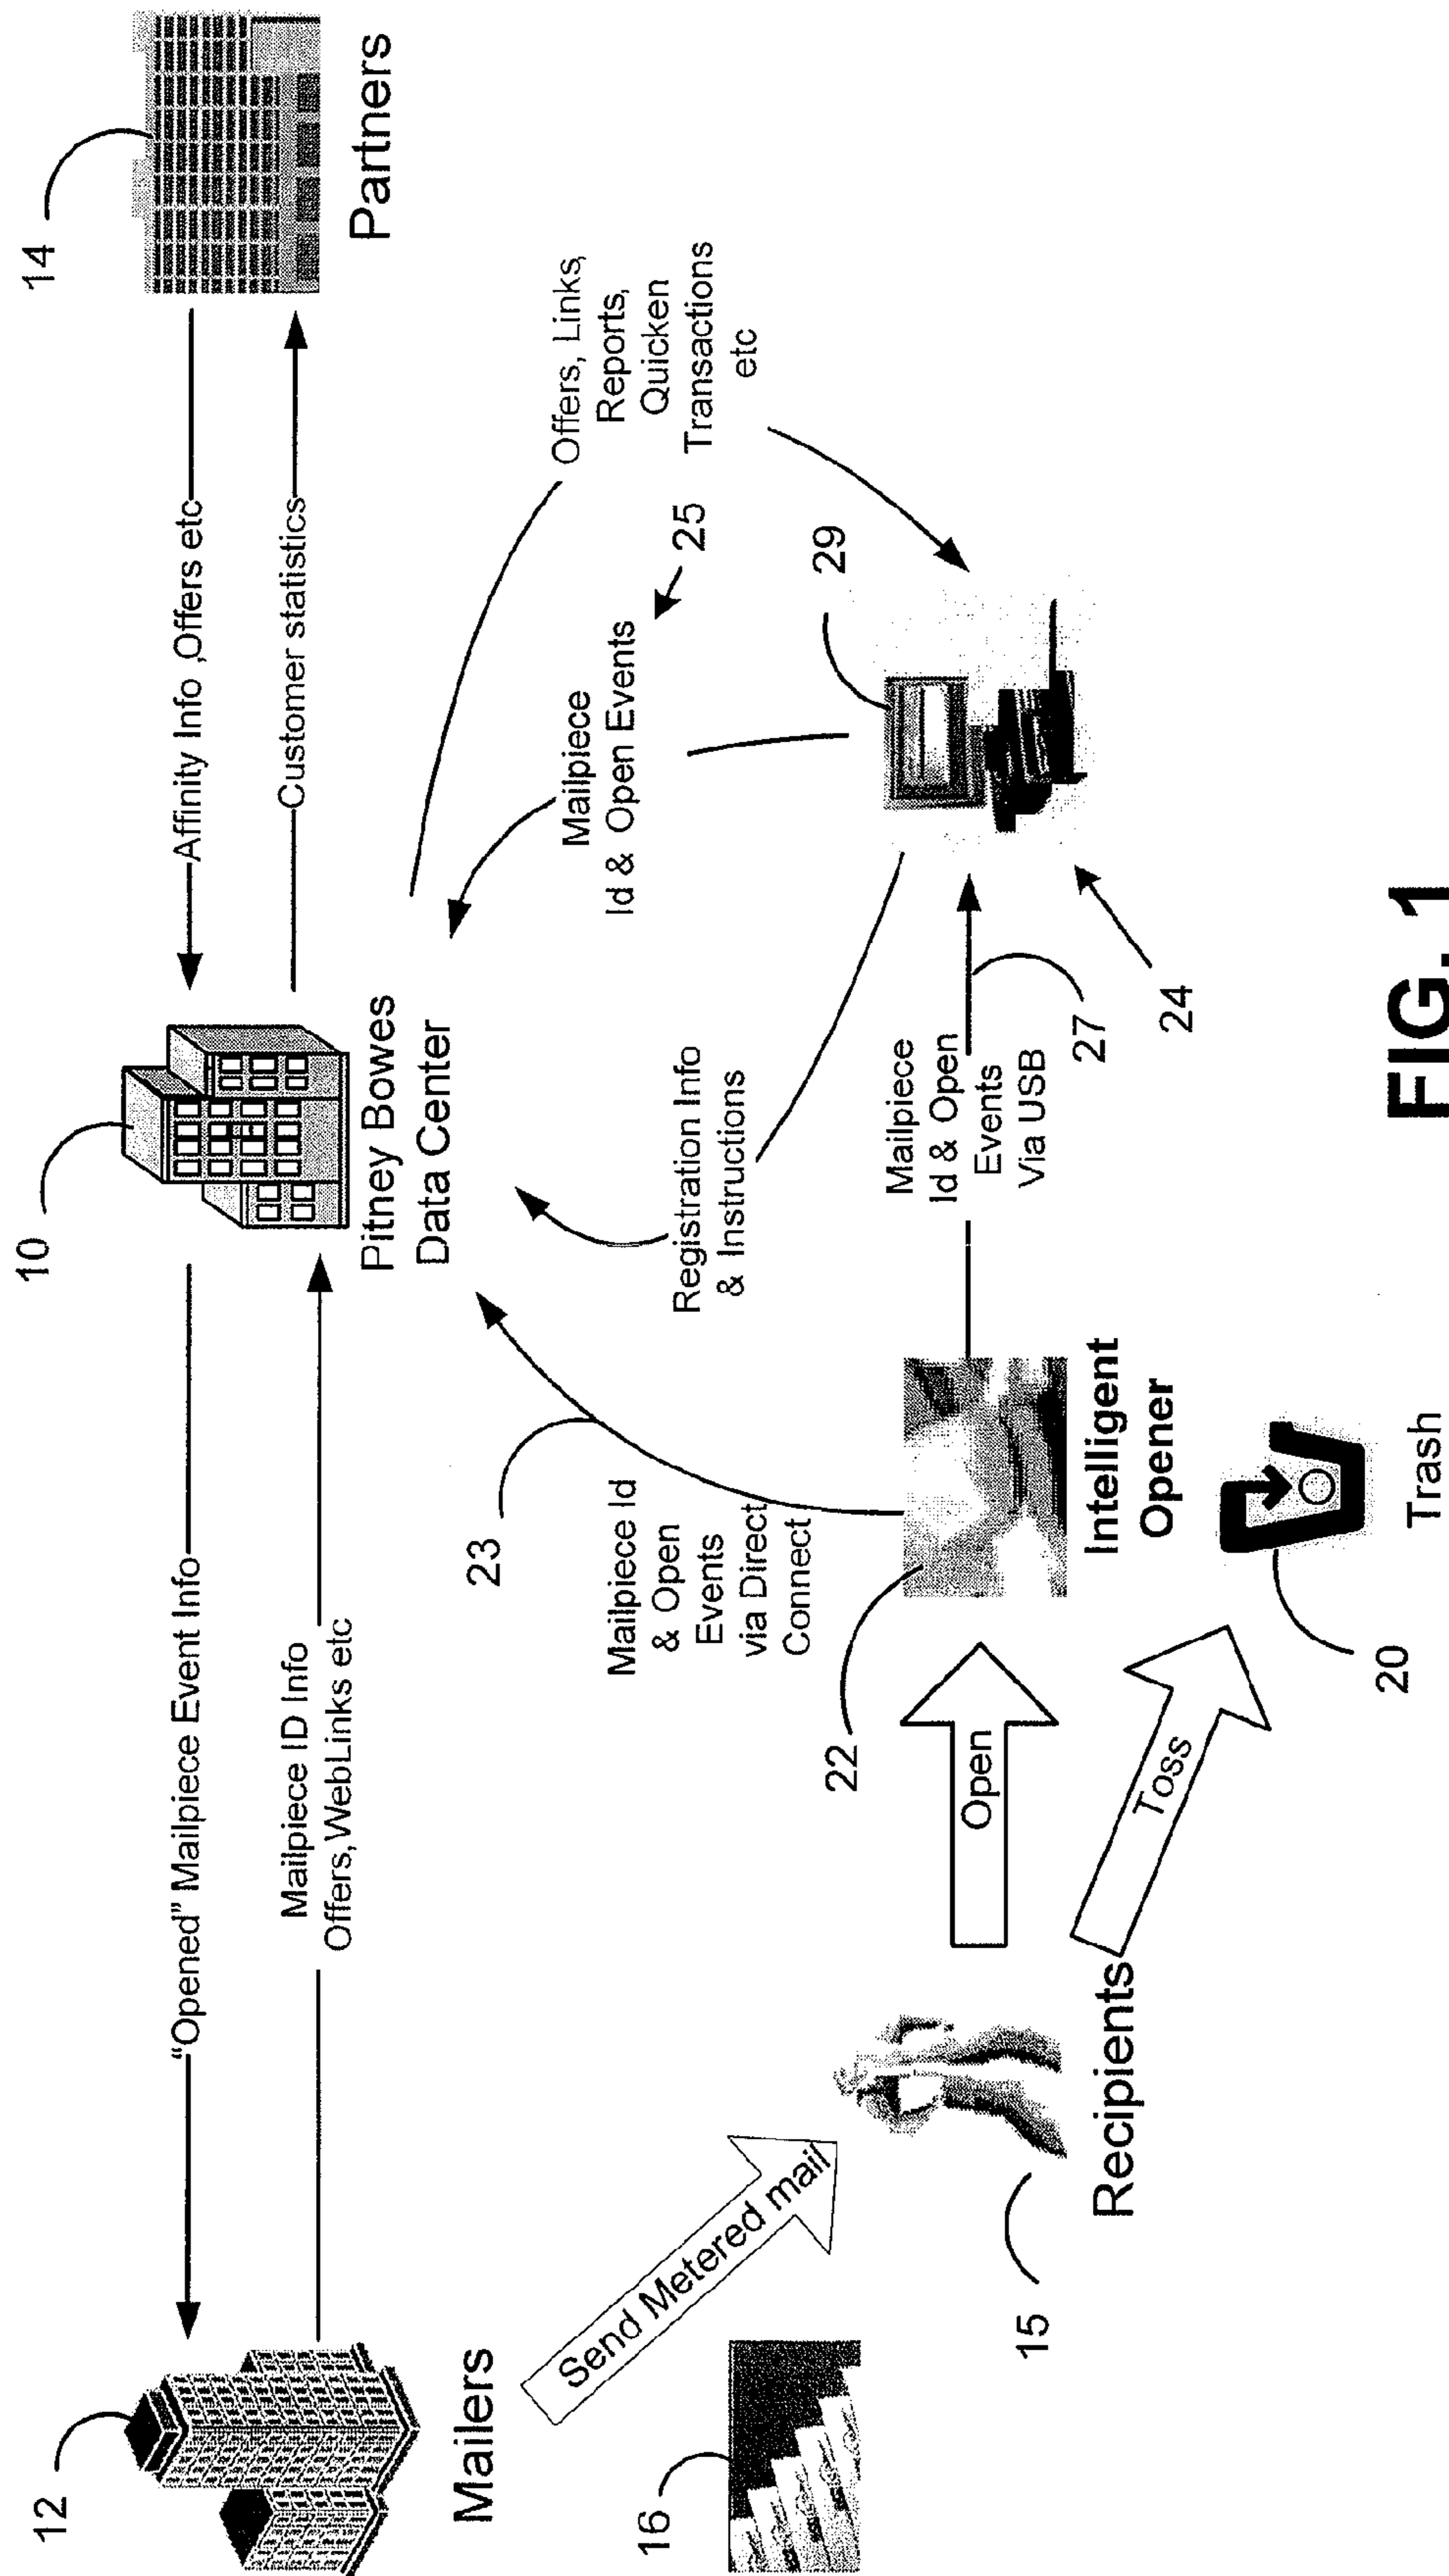 12
Mailers
16
"Opened" Mailpiece Event Info
Mailpiece ID Info
Offers,WebLinks etc
10
Pitney Bowes
Data Center
Affinity Info ,Offers etc
Customer statistics
14
Partners
Send Metered mail
15
Recipients
Open
Toss
22
Intelligent
Opener
20
Trash
23
Mailpiece Id
& Open
Events
via Direct
Connect
Registration Info
& Instructions
Mailpiece
Id & Open
Events
Via USB
27
24
Mailpiece
Id & Open Events
25
29
Offers, Links,
Reports,
Quicken
Transactions
etc
FIG. 1